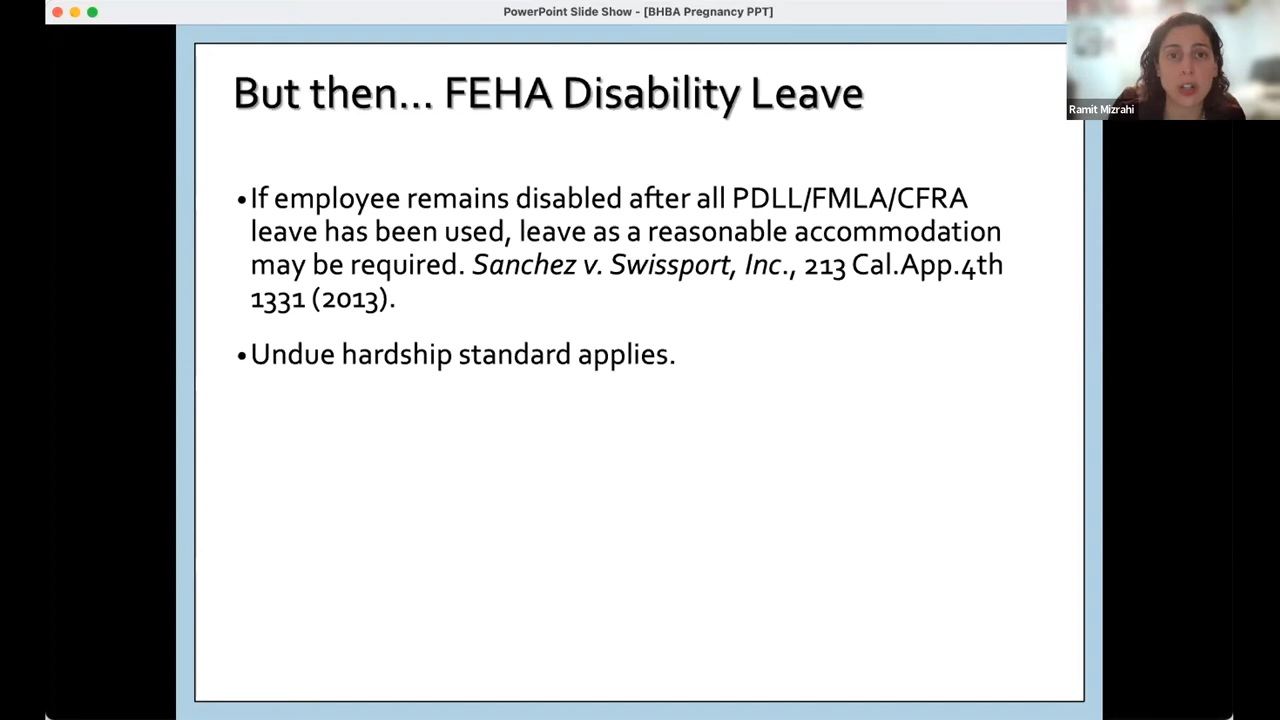 PowerPoint Slide Show - [BHBA Pregnancy PPT]
Ramit Mizrahi
But then... FEHA Disability Leave
•If employee remains disabled after all PDLL/FMLA/CFRA
leave has been used, leave as a reasonable accommodation
may be required. Sanchez v. Swissport, Inc., 213 Cal.App.4th
1331 (2013).
•Undue hardship standard applies.